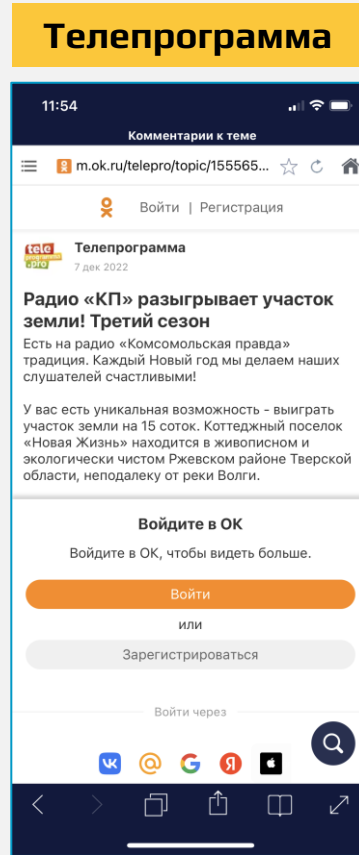 Телепрограмма
11:54
Комментарии к теме
m.ok.ru/telepro/topic/155565...
Войти | Регистрация
tele
программа
.pro
Телепрограмма
7 дек 2022
Радио «КП» разыгрывает участок
земли! Третий сезон
Есть на радио «Комсомольская правда»
традиция. Каждый Новый год мы делаем наших
слушателей счастливыми!
У вас есть уникальная возможность - выиграть
участок земли на 15 соток. Коттеджный поселок
«Новая Жизнь» находится в живописном и
экологически чистом Ржевском районе Тверской
области, неподалеку от реки Волги.
Войдите в ОК
Войдите в ОК, чтобы видеть больше.
Войти
или
Зарегистрироваться
Войти через